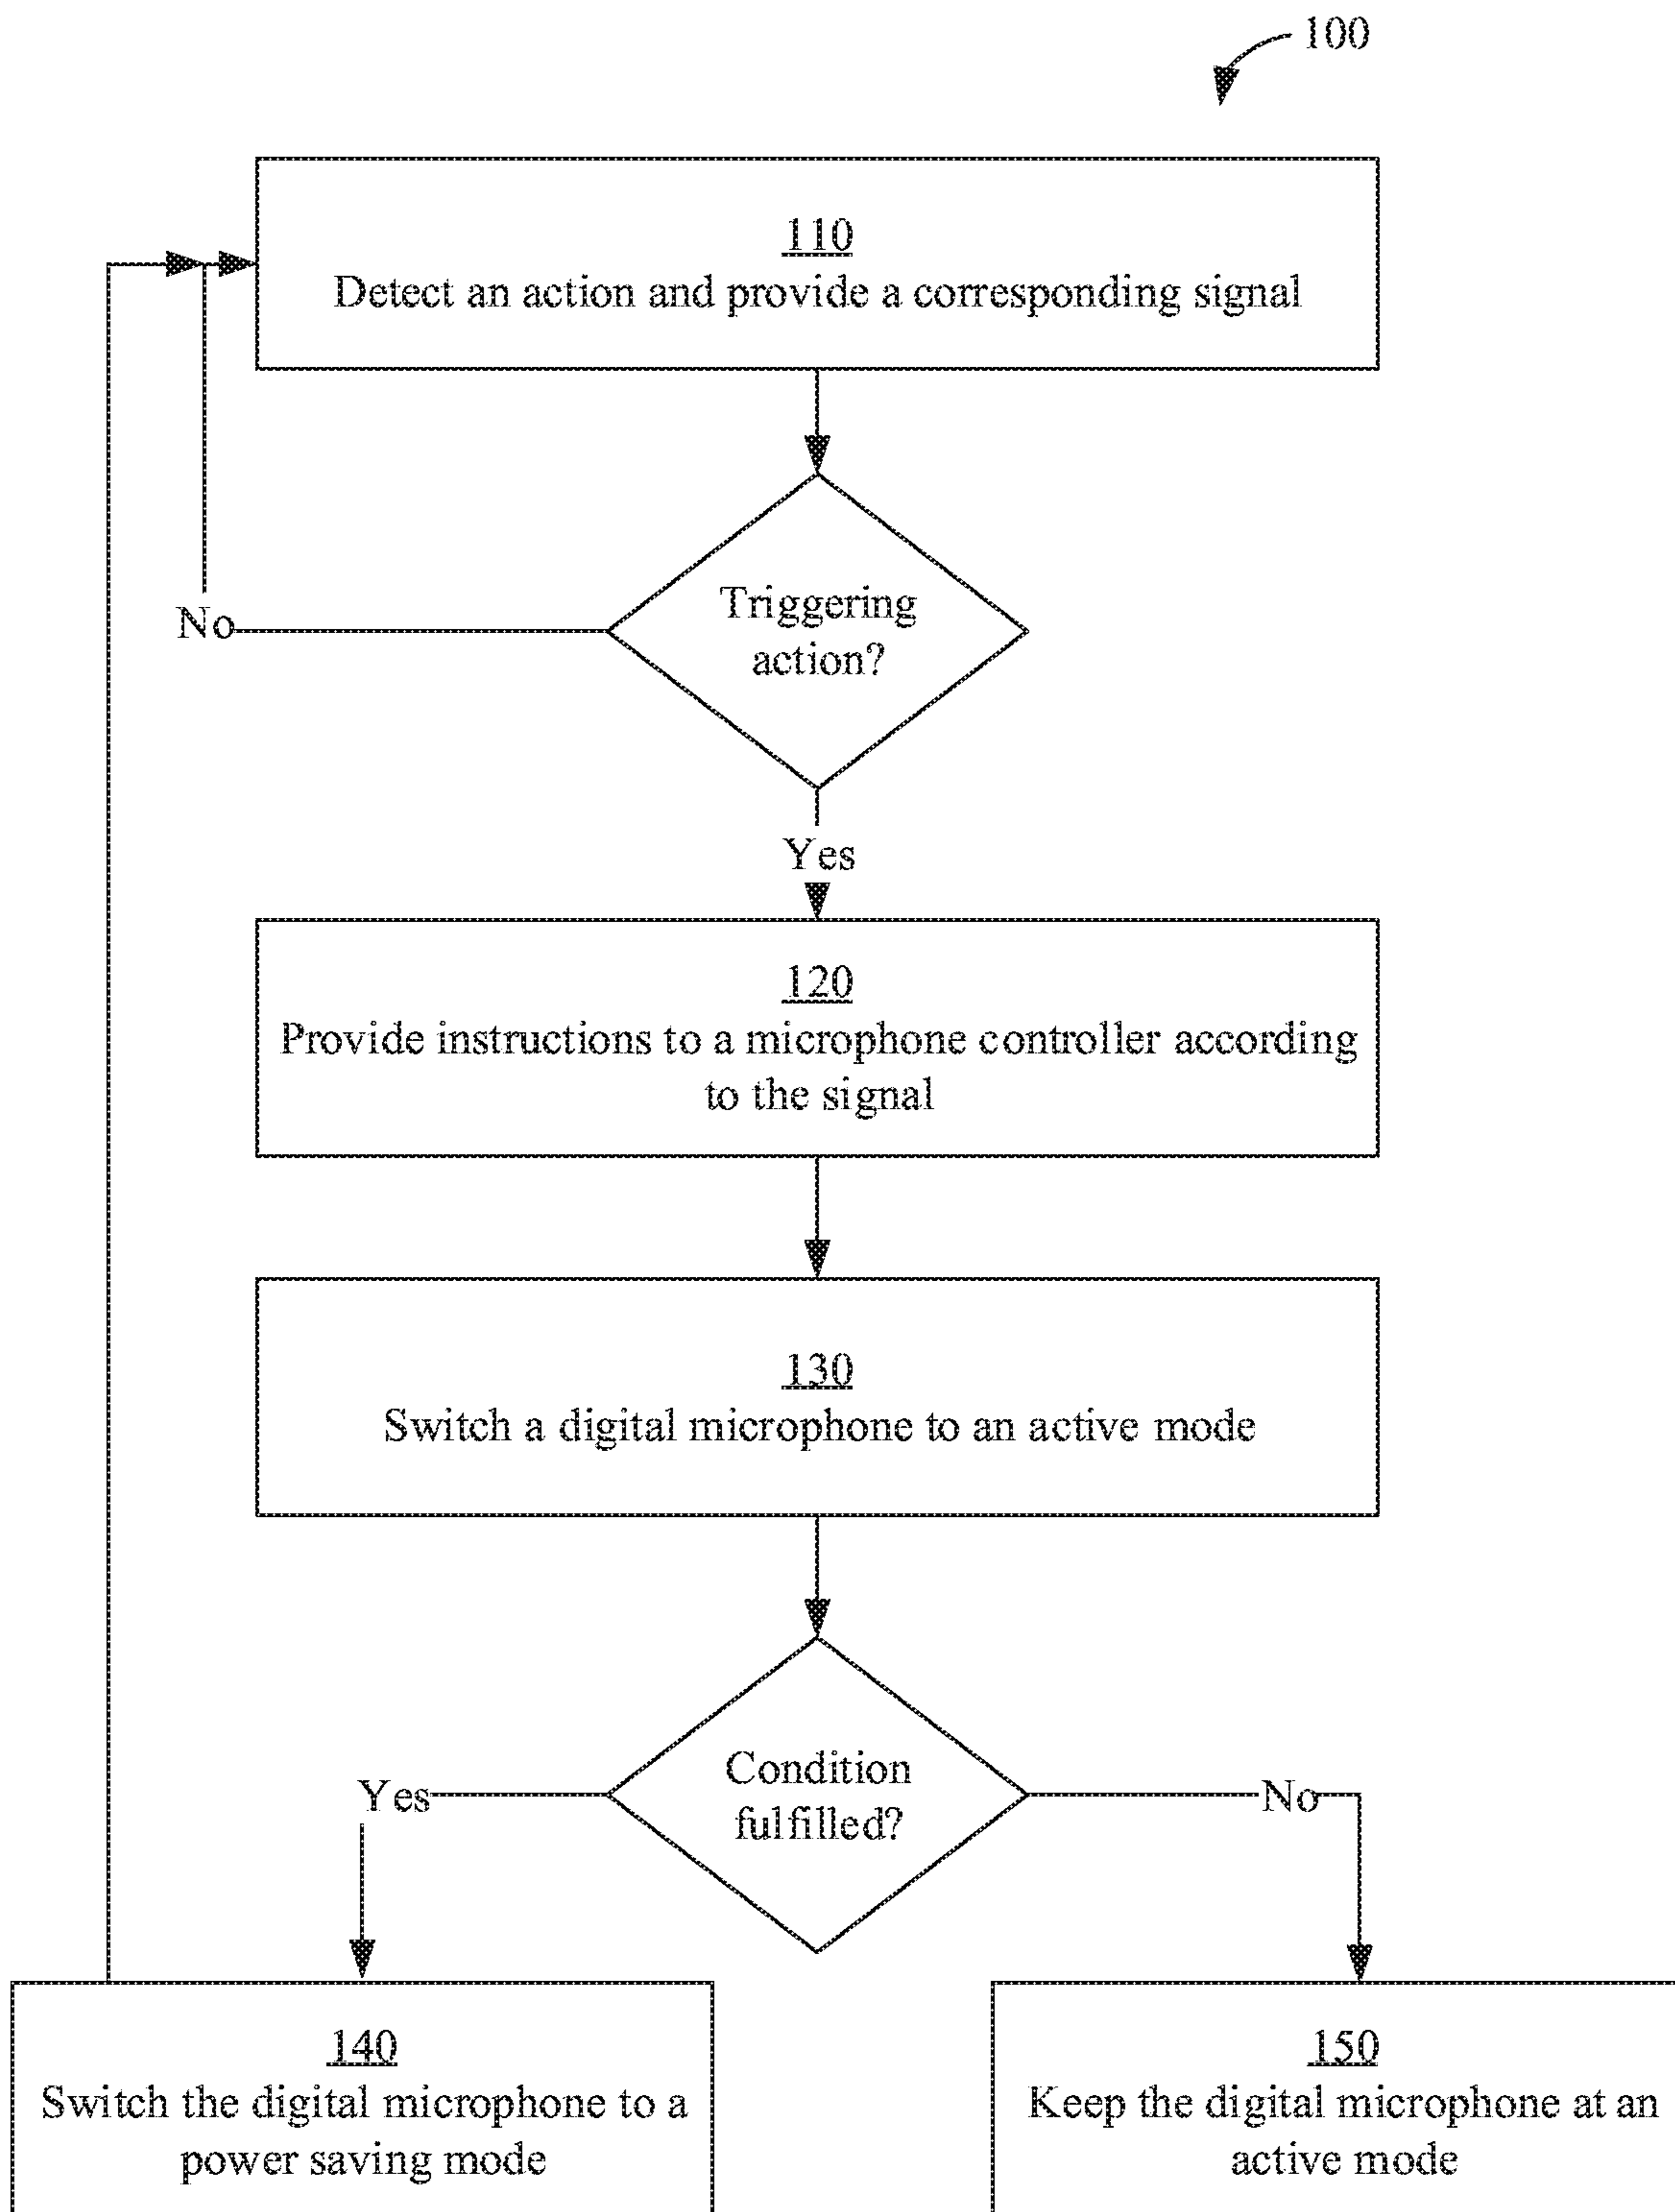 100
110
Detect an action and provide a corresponding signal
Triggering
action?
No
Yes
120
Provide instructions to a microphone controller according
to the signal
130
Switch a digital microphone to an active mode
Condition
fulfilled?
Yes
No
140
Switch the digital microphone to a
power saving mode
150
Keep the digital microphone at an
active mode